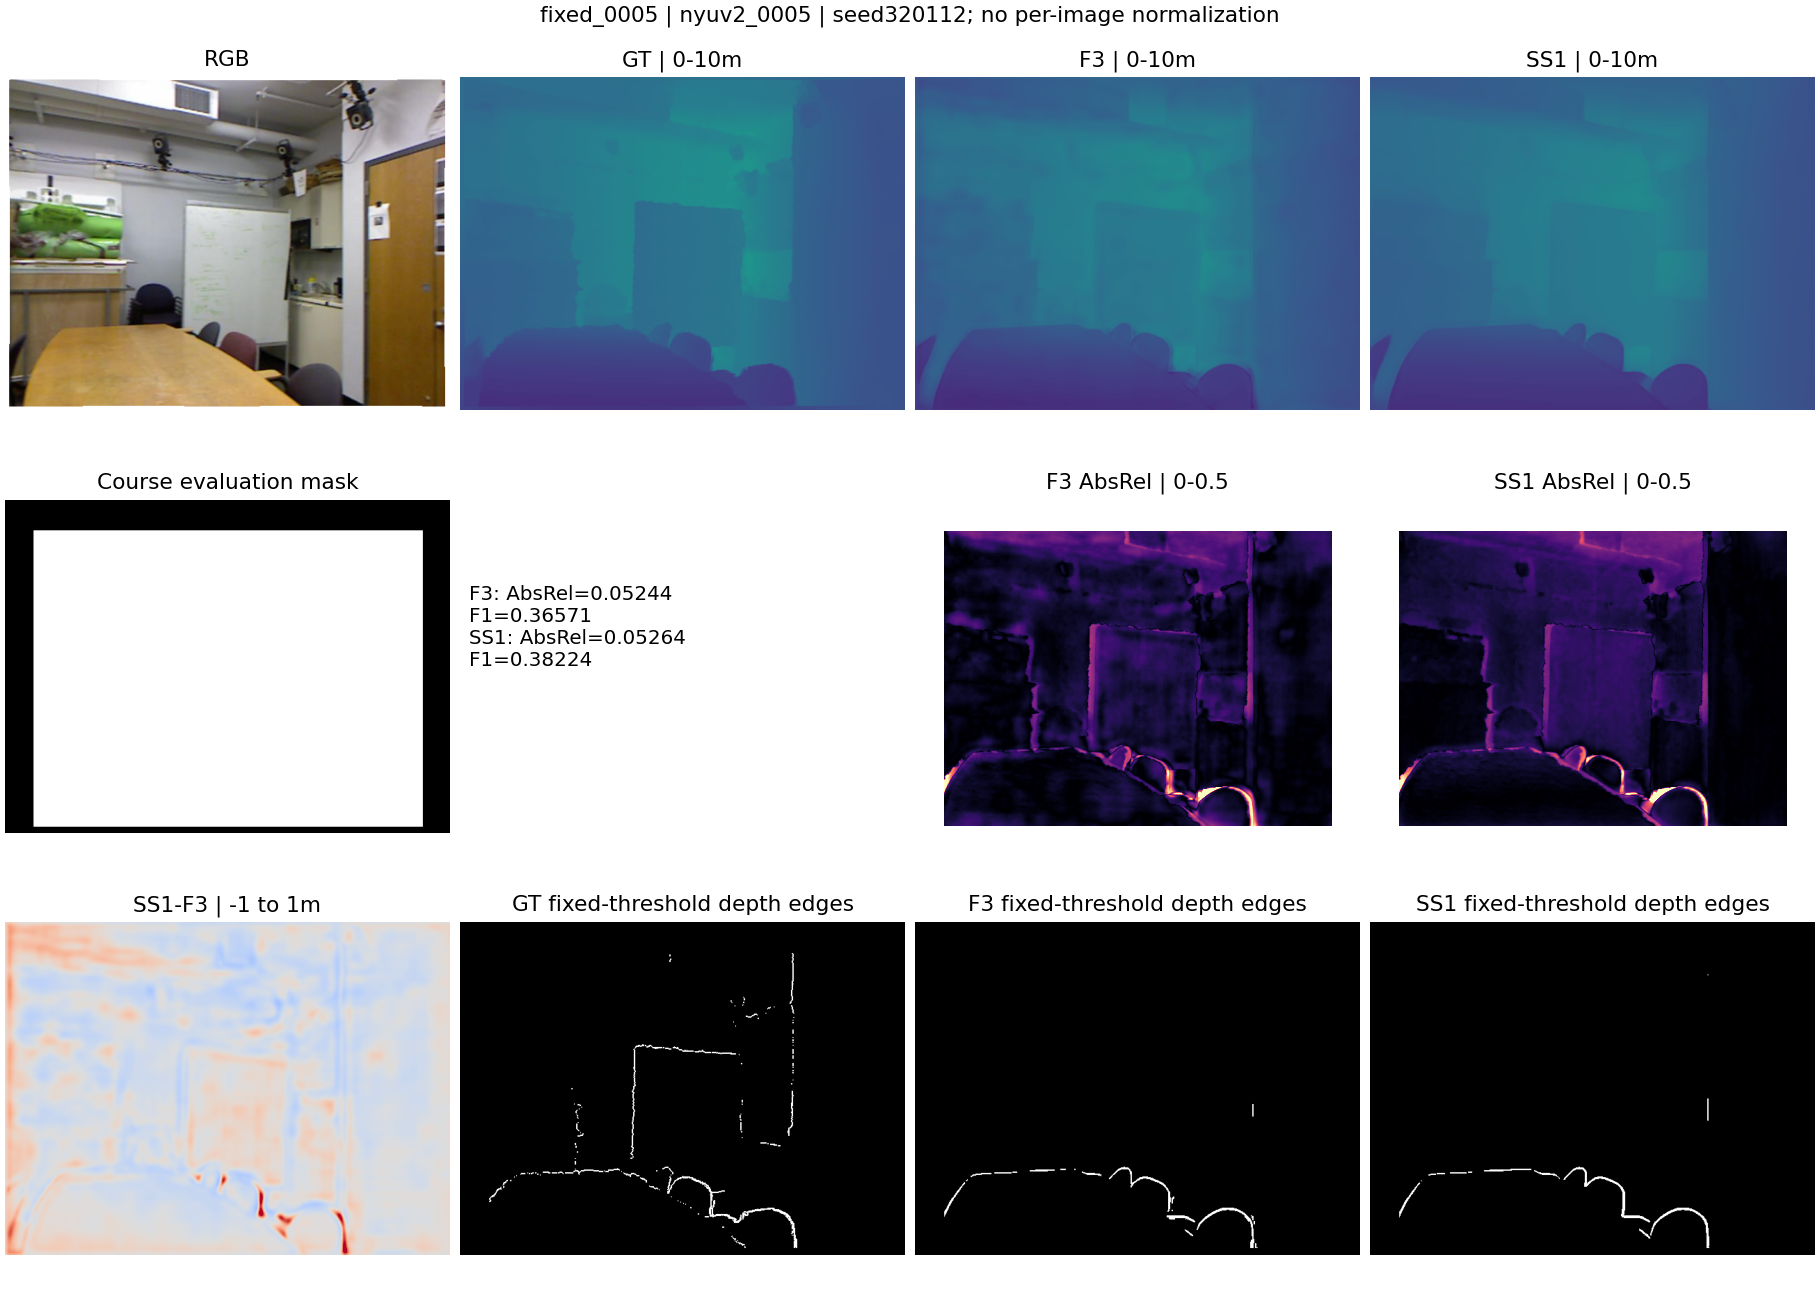 fixed_0005 | nyuv2_0005 | seed320112; no per-image normalization
RGB
GT | 0-10m
F3 | 0-10m
SS1 | 0-10m
Course evaluation mask
F3 AbsRel | 0-0.5
SS1 AbsRel | 0-0.5
F3: AbsRel=0.05244
F1=0.36571
SS1: AbsRel=0.05264
F1=0.38224
SS1-F3 | -1 to 1m
GT fixed-threshold depth edges
F3 fixed-threshold depth edges
SS1 fixed-threshold depth edges